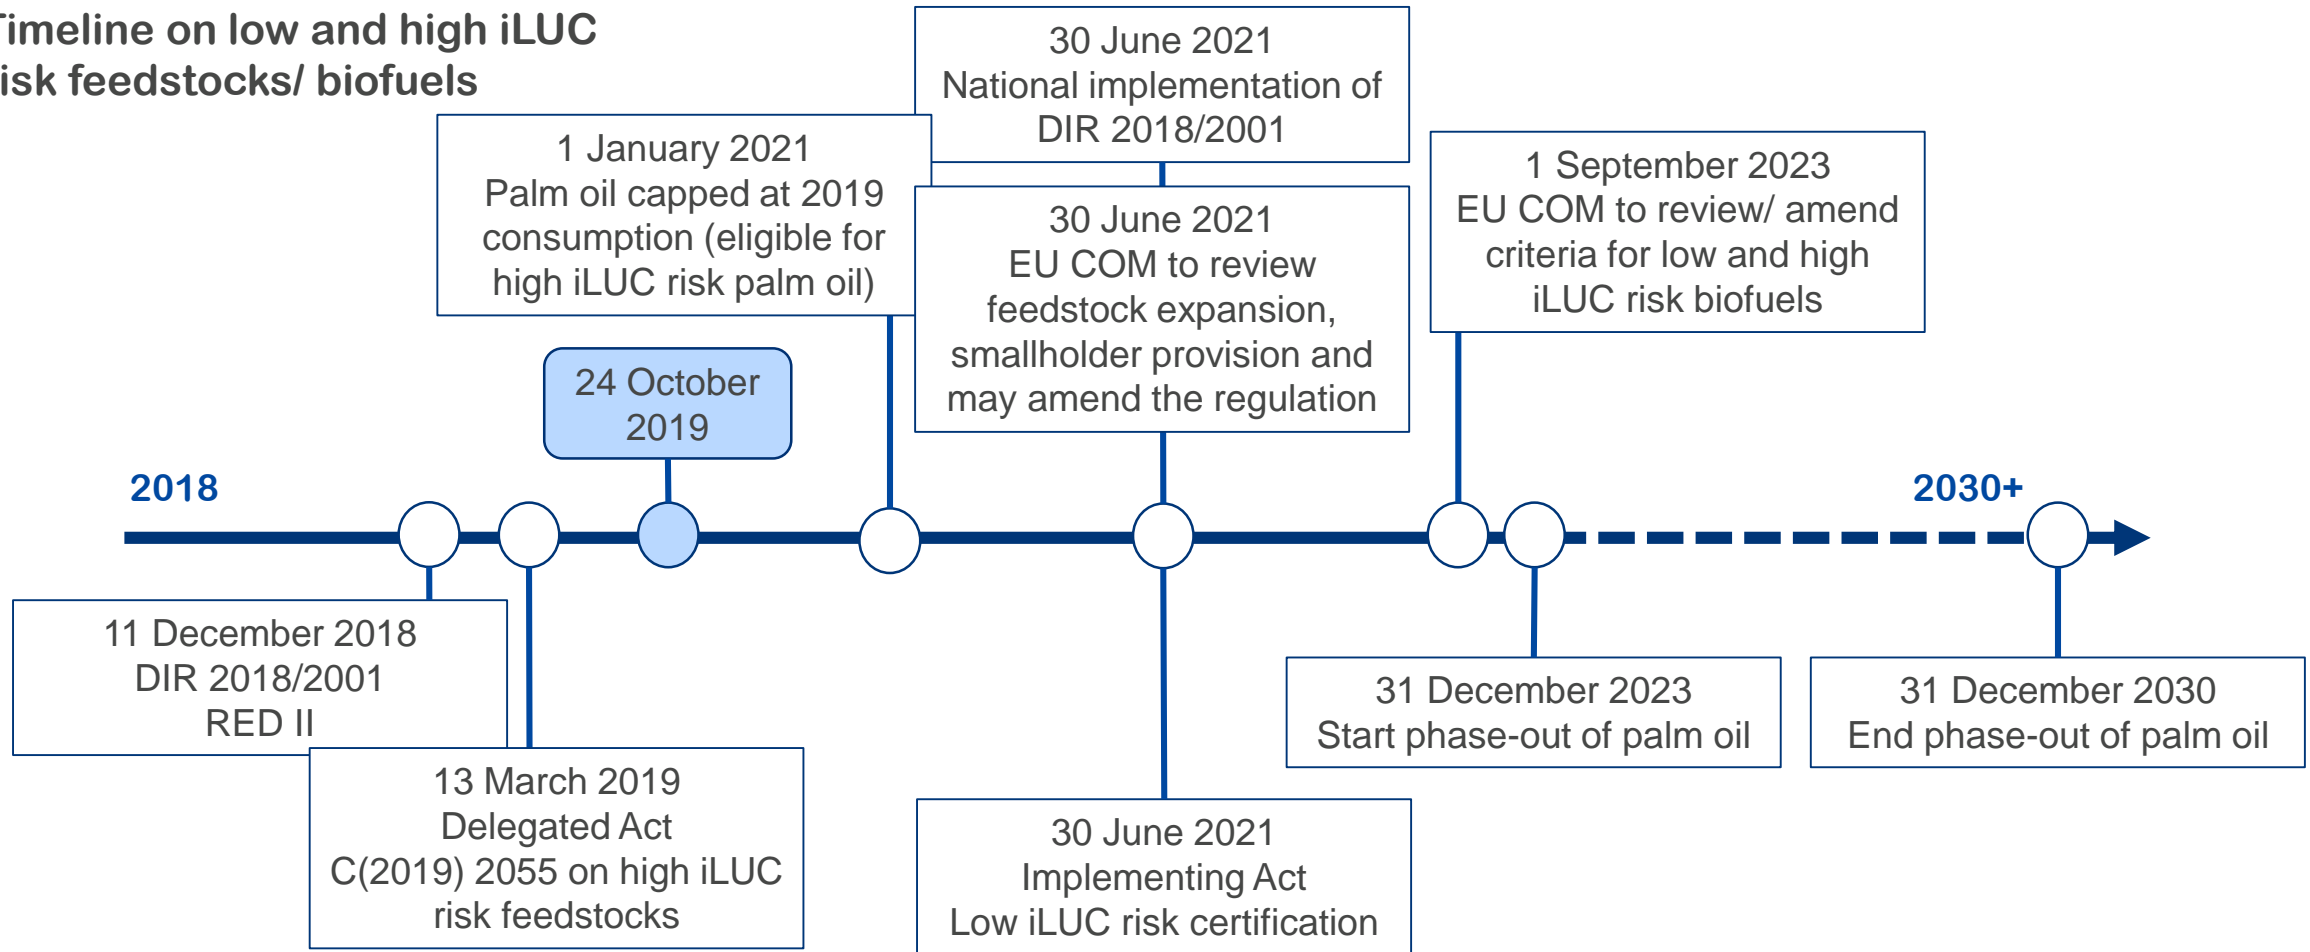 Timeline on low and high iLUC
risk feedstocks/ biofuels
30 June 2021
National implementation of
DIR 2018/2001
1 January 2021
Palm oil capped at 2019
consumption (eligible for
high iLUC risk palm oil)
30 June 2021
EU COM to review
feedstock expansion,
smallholder provision and
may amend the regulation
1 September 2023
EU COM to review/ amend
criteria for low and high
iLUC risk biofuels
24 October
2019
2018
2030+
11 December 2018
DIR 2018/2001
RED II
13 March 2019
Delegated Act
C(2019) 2055 on high iLUC
risk feedstocks
30 June 2021
Implementing Act
Low iLUC risk certification
31 December 2023
Start phase-out of palm oil
31 December 2030
End phase-out of palm oil